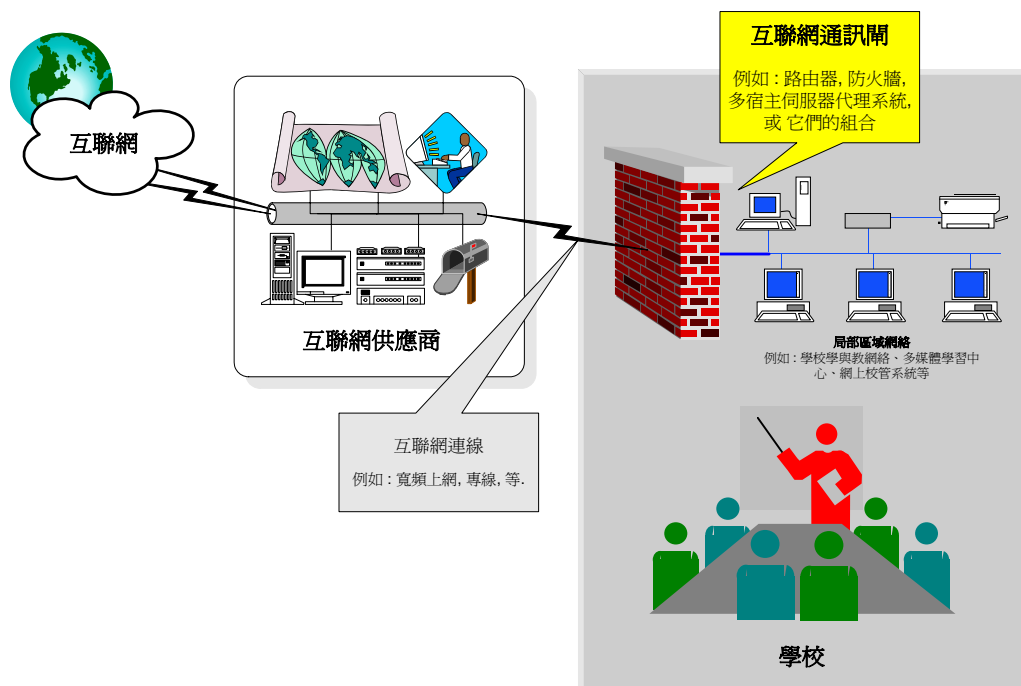 互聯網通訊閘
例如 : 路由器, 防火牆,
多宿主伺服器代理系統,
或 它們的組合
互聯網
互聯網供應商
局部區域網絡
例如 : 學校學與教網絡、多媒體學習中
心、網上校管系統等
互聯網連線
例如 : 寬頻上網, 專線, 等.
學校